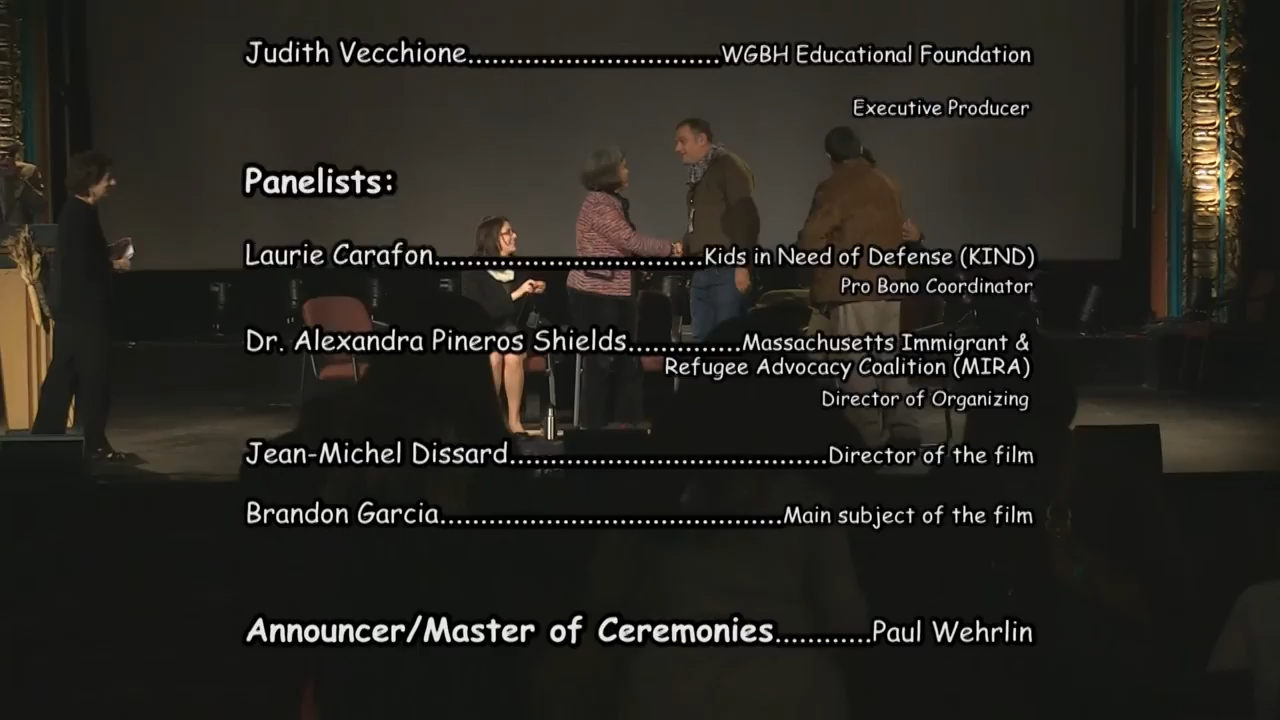 Judith Vecchione...............................WGBH Educational Foundation
Executive Producer
Panelists:
Laurie Carafon.................................Kids in Need of Defense (KIND)
Pro Bono Coordinator
Dr. Alexandra Pineros Shields..............Massachusetts Immigrant &
Refugee Advocacy Coalition (MIRA)
Director of Organizing
Jean-Michel Dissard.......................................Director of the film
Brandon Garcia..........................................Main subject of the film
Announcer/Master of Ceremonies............Paul Wehrlin